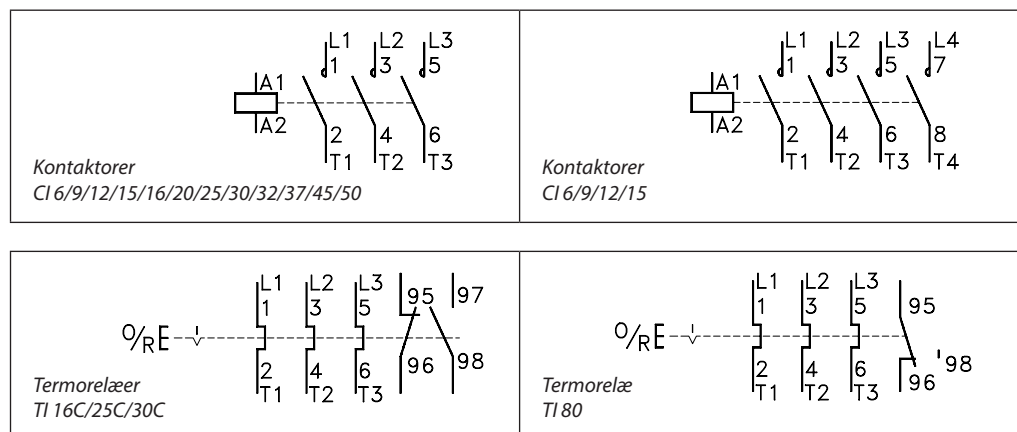 L1 L2 L3
1 3 5
A1
A2
2 4 6
T1 T2 T3
Kontaktorer
CI 6/9/12/15/16/20/25/30/32/37/45/50
L1 L2 L3 L4
1 3 5 7
A1
A2
2 4 6 8
T1 T2 T3 T4
Kontaktorer
CI 6/9/12/15
L1 L2 L3
1 3 5 95 97
O/R E
2 4 6 96 98
T1 T2 T3
Termorelæer
TI 16C/25C/30C
L1 L2 L3
1 3 5 95
O/R E
2 4 6 96 98
T1 T2 T3
Termorelæ
TI 80